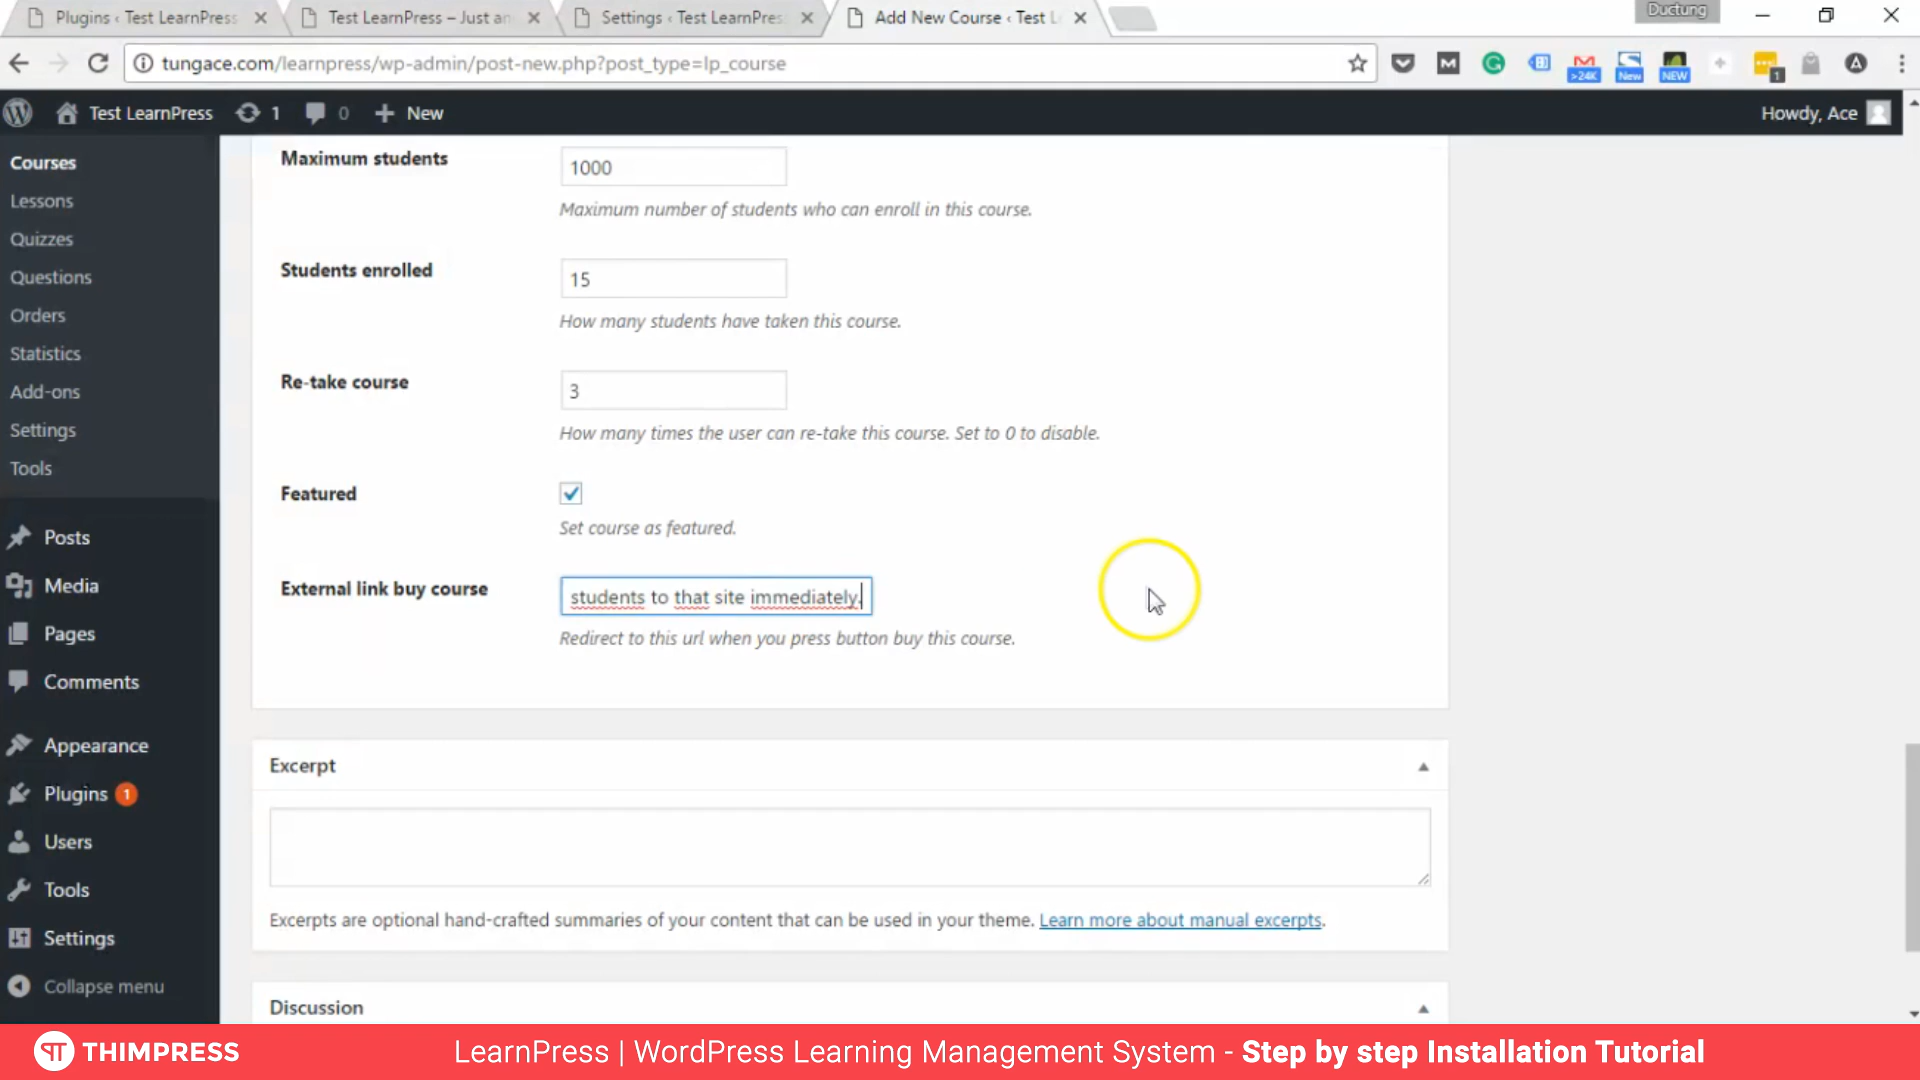 Plugins ‹ Test LearnPress
Test LearnPress – Just an
Settings ‹ Test LearnPress
Add New Course ‹ Test L
Ductung
tungace.com/learnpress/wp-admin/post-new.php?post_type=lp_course
>24K
New
NEW
1
Test LearnPress
1
0
New
Howdy, Ace
Courses
Lessons
Quizzes
Questions
Orders
Statistics
Add-ons
Settings
Tools
Posts
Media
Pages
Comments
Appearance
Plugins 1
Users
Tools
Settings
Collapse menu
Maximum students
1000
Maximum number of students who can enroll in this course.
Students enrolled
15
How many students have taken this course.
Re-take course
3
How many times the user can re-take this course. Set to 0 to disable.
Featured
Set course as featured.
External link buy course
students to that site immediately.
Redirect to this url when you press button buy this course.
Excerpt
Excerpts are optional hand-crafted summaries of your content that can be used in your theme. Learn more about manual excerpts.
Discussion
THIMPRESS
LearnPress | WordPress Learning Management System - Step by step Installation Tutorial